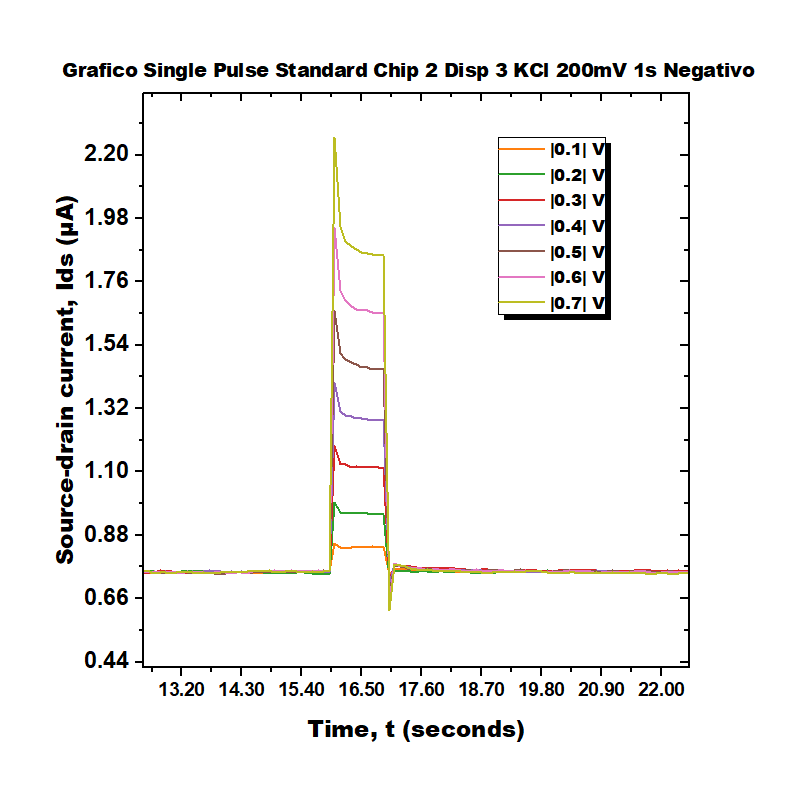 Grafico Single Pulse Standard Chip 2 Disp 3 KCl 200mV 1s Negativo
|0.1| V
|0.2| V
|0.3| V
|0.4| V
|0.5| V
|0.6| V
|0.7| V
Source-drain current, Ids (µA)
2.20
1.98
1.76
1.54
1.32
1.10
0.88
0.66
0.44
13.20 14.30 15.40 16.50 17.60 18.70 19.80 20.90 22.00
Time, t (seconds)